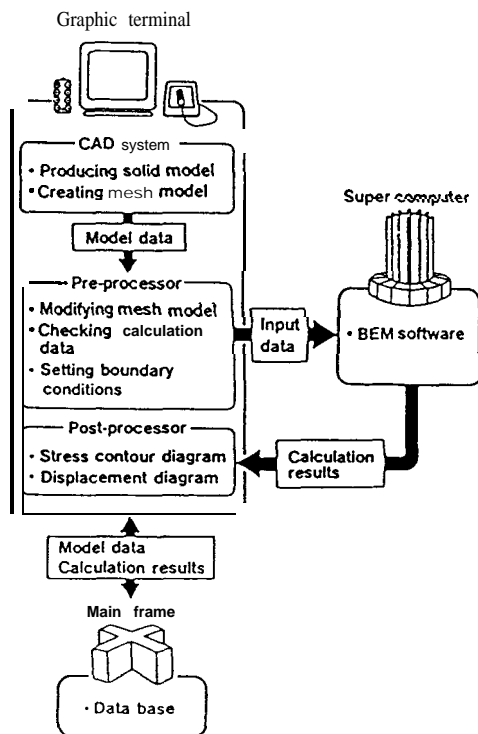 Graphic terminal
CAD system
• Producing solid model
• Creating mesh model
Model data
Pre-processor
• Modifying mesh model
• Checking calculation
data
• Setting boundary
conditions
Input
data
Super computer
• BEM software
Post-processor
• Stress contour diagram
• Displacement diagram
Calculation
results
Model data
Calculation results
Main frame
• Data base